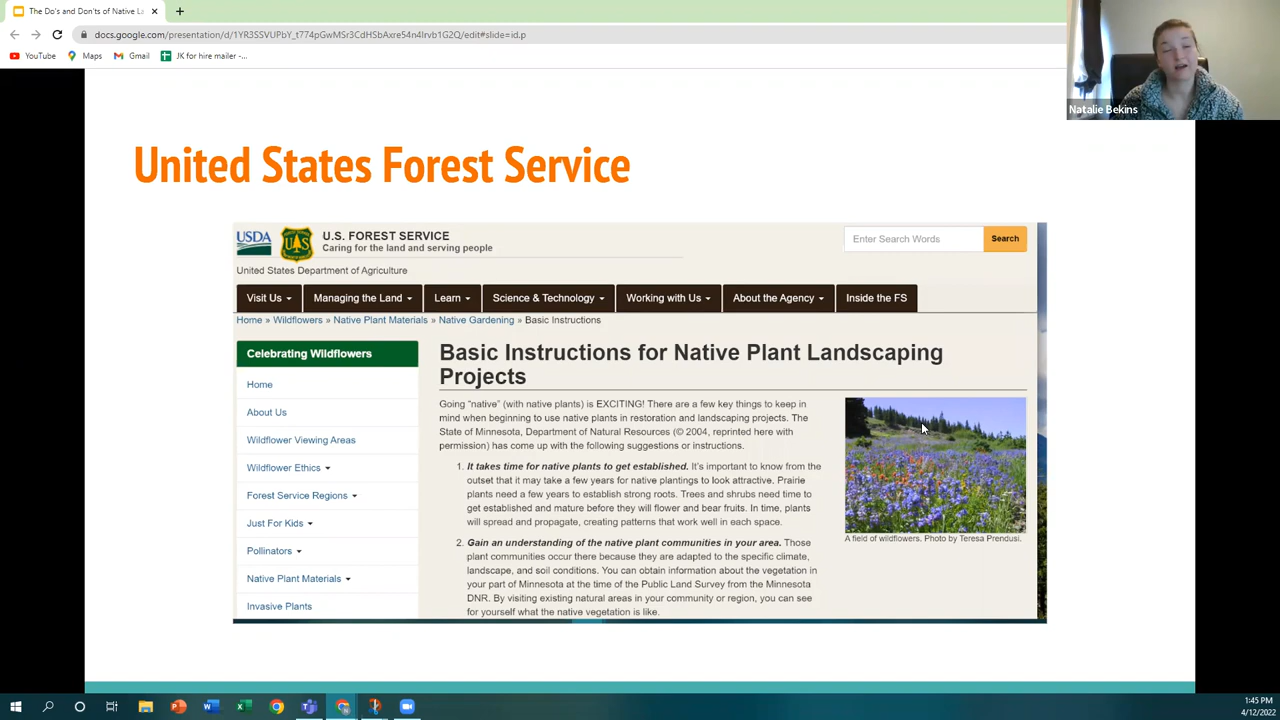 The Do's and Don'ts of Native La
docs.google.com/presentation/d/1YR3SSVUPbY_t774pGwMSr3CdHSbAxre54n4lrvb1G2Q/edit#slide=id.p
YouTube
Maps
Gmail
JK for hire mailer -...
Natalie Bekins
United States Forest Service
USDA
U.S. FOREST SERVICE
Caring for the land and serving people
United States Department of Agriculture
Enter Search Words
Search
Visit Us
Managing the Land
Learn
Science & Technology
Working with Us
About the Agency
Inside the FS
Home » Wildflowers » Native Plant Materials » Native Gardening » Basic Instructions
Celebrating Wildflowers
Home
About Us
Wildflower Viewing Areas
Wildflower Ethics
Forest Service Regions
Just For Kids
Pollinators
Native Plant Materials
Invasive Plants
Basic Instructions for Native Plant Landscaping
Projects
Going “native” (with native plants) is EXCITING! There are a few key things to keep in
mind when beginning to use native plants in restoration and landscaping projects. The
State of Minnesota, Department of Natural Resources (© 2004, reprinted here with
permission) has come up with the following suggestions or instructions.
1. It takes time for native plants to get established. It's important to know from the
outset that it may take a few years for native plantings to look attractive. Prairie
plants need a few years to establish strong roots. Trees and shrubs need time to
get established and mature before they will flower and bear fruits. In time, plants
will spread and propagate, creating patterns that work well in each space.
2. Gain an understanding of the native plant communities in your area. Those
plant communities occur there because they are adapted to the specific climate,
landscape, and soil conditions. You can obtain information about the vegetation in
your part of Minnesota at the time of the Public Land Survey from the Minnesota
DNR. By visiting existing natural areas in your community or region, you can see
for yourself what the native vegetation is like.
A field of wildflowers. Photo by Teresa Prendusi.
1:45 PM
4/12/2022